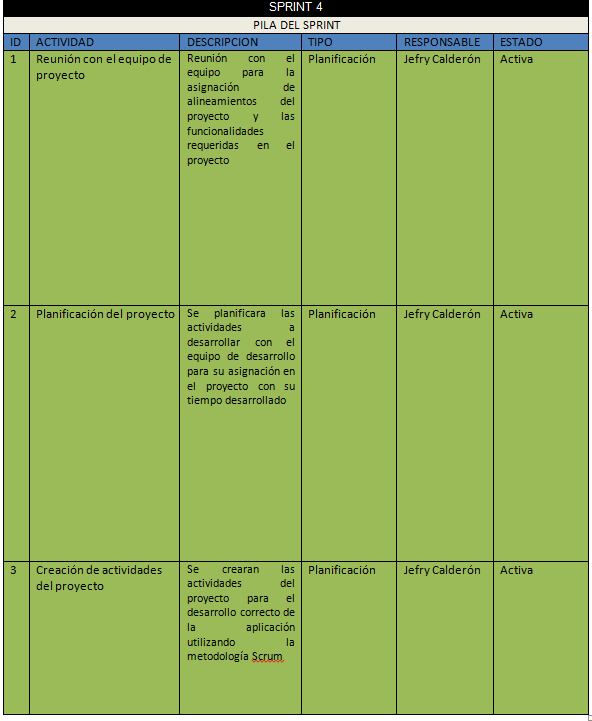 SPRINT 4
PILA DEL SPRINT
ID ACTIVIDAD DESCRIPCION TIPO RESPONSABLE ESTADO
1 Reunión con el equipo de Reunión con el Planificación Jefry Calderón Activa
proyecto equipo para la
asignación de
alineamientos del
proyecto y las
funcionalidades
requeridas en el
proyecto
2 Planificación del proyecto Se planificara las Planificación Jefry Calderón Activa
actividades a
desarrollar con el
equipo de desarrollo
para su asignación en
el proyecto con su
tiempo desarrollado
3 Creación de actividades Se crearan las Planificación Jefry Calderón Activa
del proyecto actividades del
proyecto para el
desarrollo correcto de
la aplicación
utilizando la
metodología Scrum